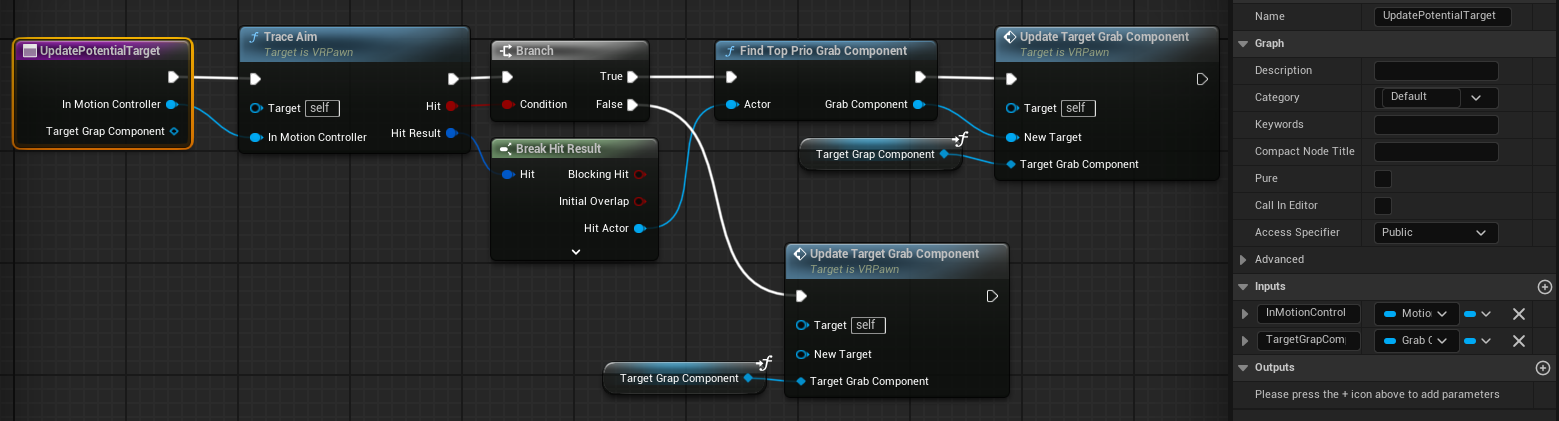 UpdatePotentialTarget
In Motion Controller
Target Grap Component
Trace Aim
Target is VRPawn
Target self
Hit
In Motion Controller
Hit Result
Branch
True
Condition
False
Break Hit Result
Hit
Blocking Hit
Initial Overlap
Hit Actor
Find Top Prio Grab Component
Actor
Grab Component
Target Grap Component
Update Target Grab Component
Target is VRPawn
Target self
New Target
Target Grab Component
Target Grap Component
Update Target Grab Component
Target is VRPawn
Target self
New Target
Target Grab Component
Name UpdatePotentialTarget
Graph
Description
Category Default
Keywords
Compact Node Title
Pure
Call In Editor
Access Specifier Public
Advanced
Inputs
InMotionControl Motio
TargetGrapCom Grab
Outputs
Please press the + icon above to add parameters